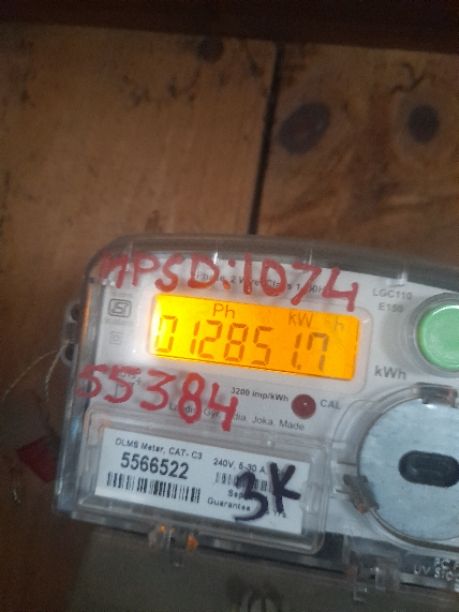 MPSD:1074
LGC110
E150
Ph kW h
012851.7
kWh
55384
3200 imp/kWh CAL
Joka. Made
DLMS Meter, CAT- C3
5566522
240V, 5-30 A
3K
Guarantee